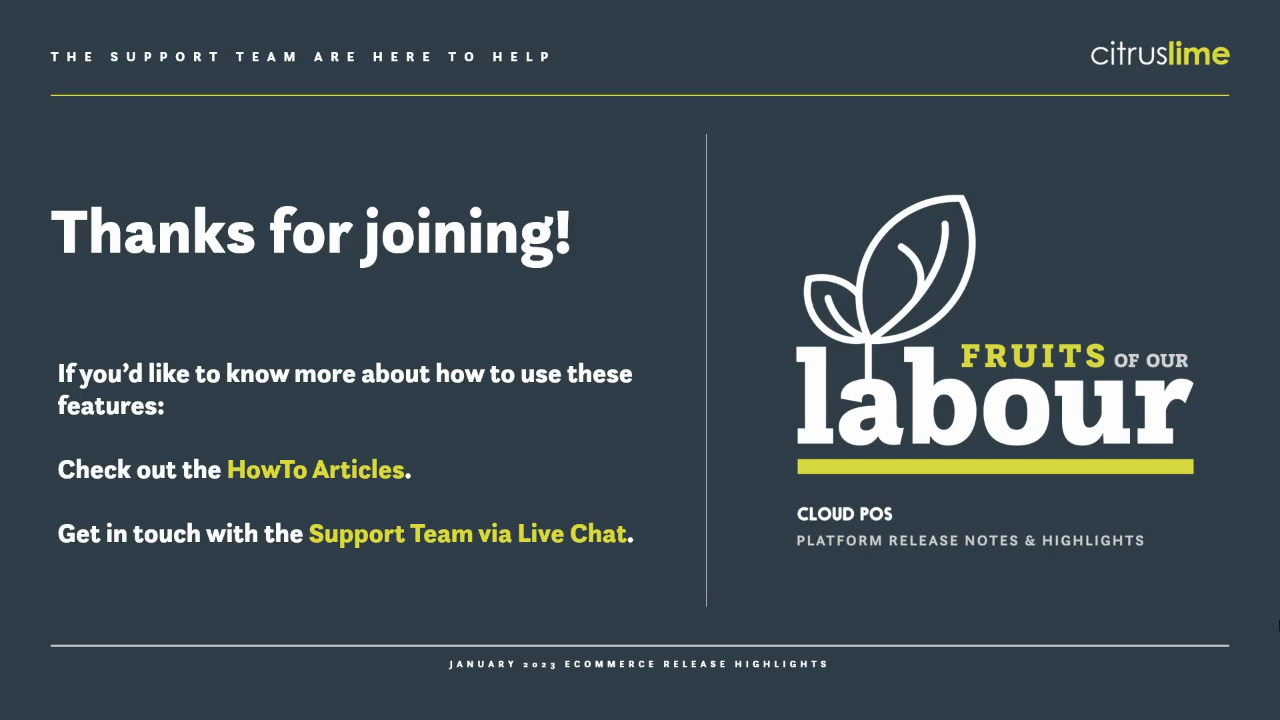 THE SUPPORT TEAM ARE HERE TO HELP
citruslime
Thanks for joining!
If you'd like to know more about how to use these
features:
Check out the HowTo Articles.
Get in touch with the Support Team via Live Chat.
FRUITS OF OUR
labour
CLOUD POS
PLATFORM RELEASE NOTES & HIGHLIGHTS
JANUARY 2023 ECOMMERCE RELEASE HIGHLIGHTS